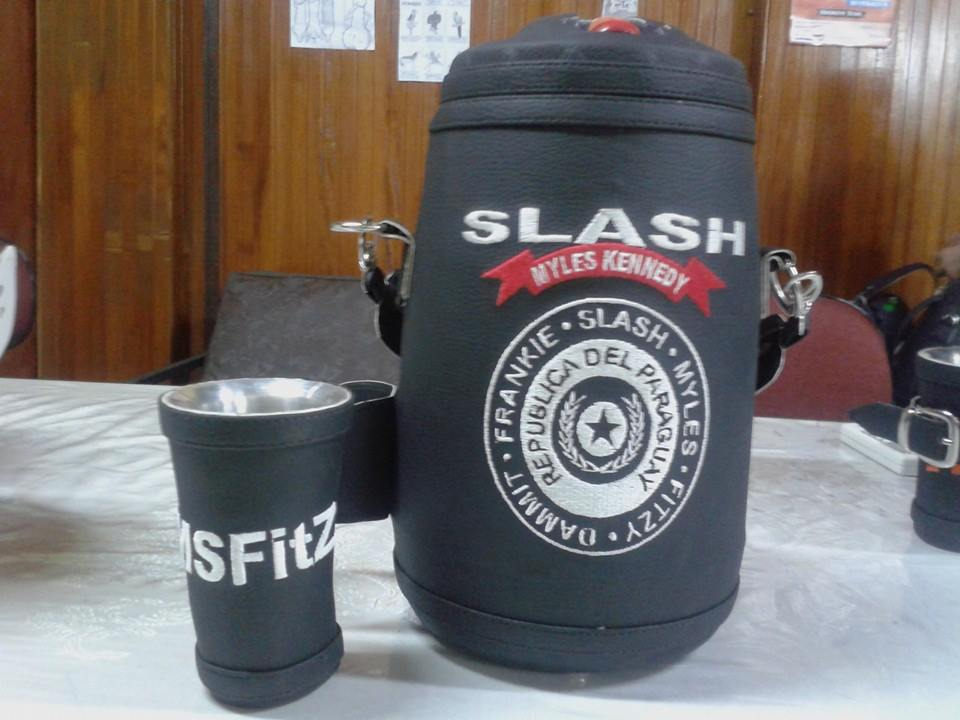 SLASH
MYLES KENNEDY
DAMMIT • FRANKIE • SLASH • MYLES • FITZY •
REPUBLICA DEL PARAGUAY
MSFitZ